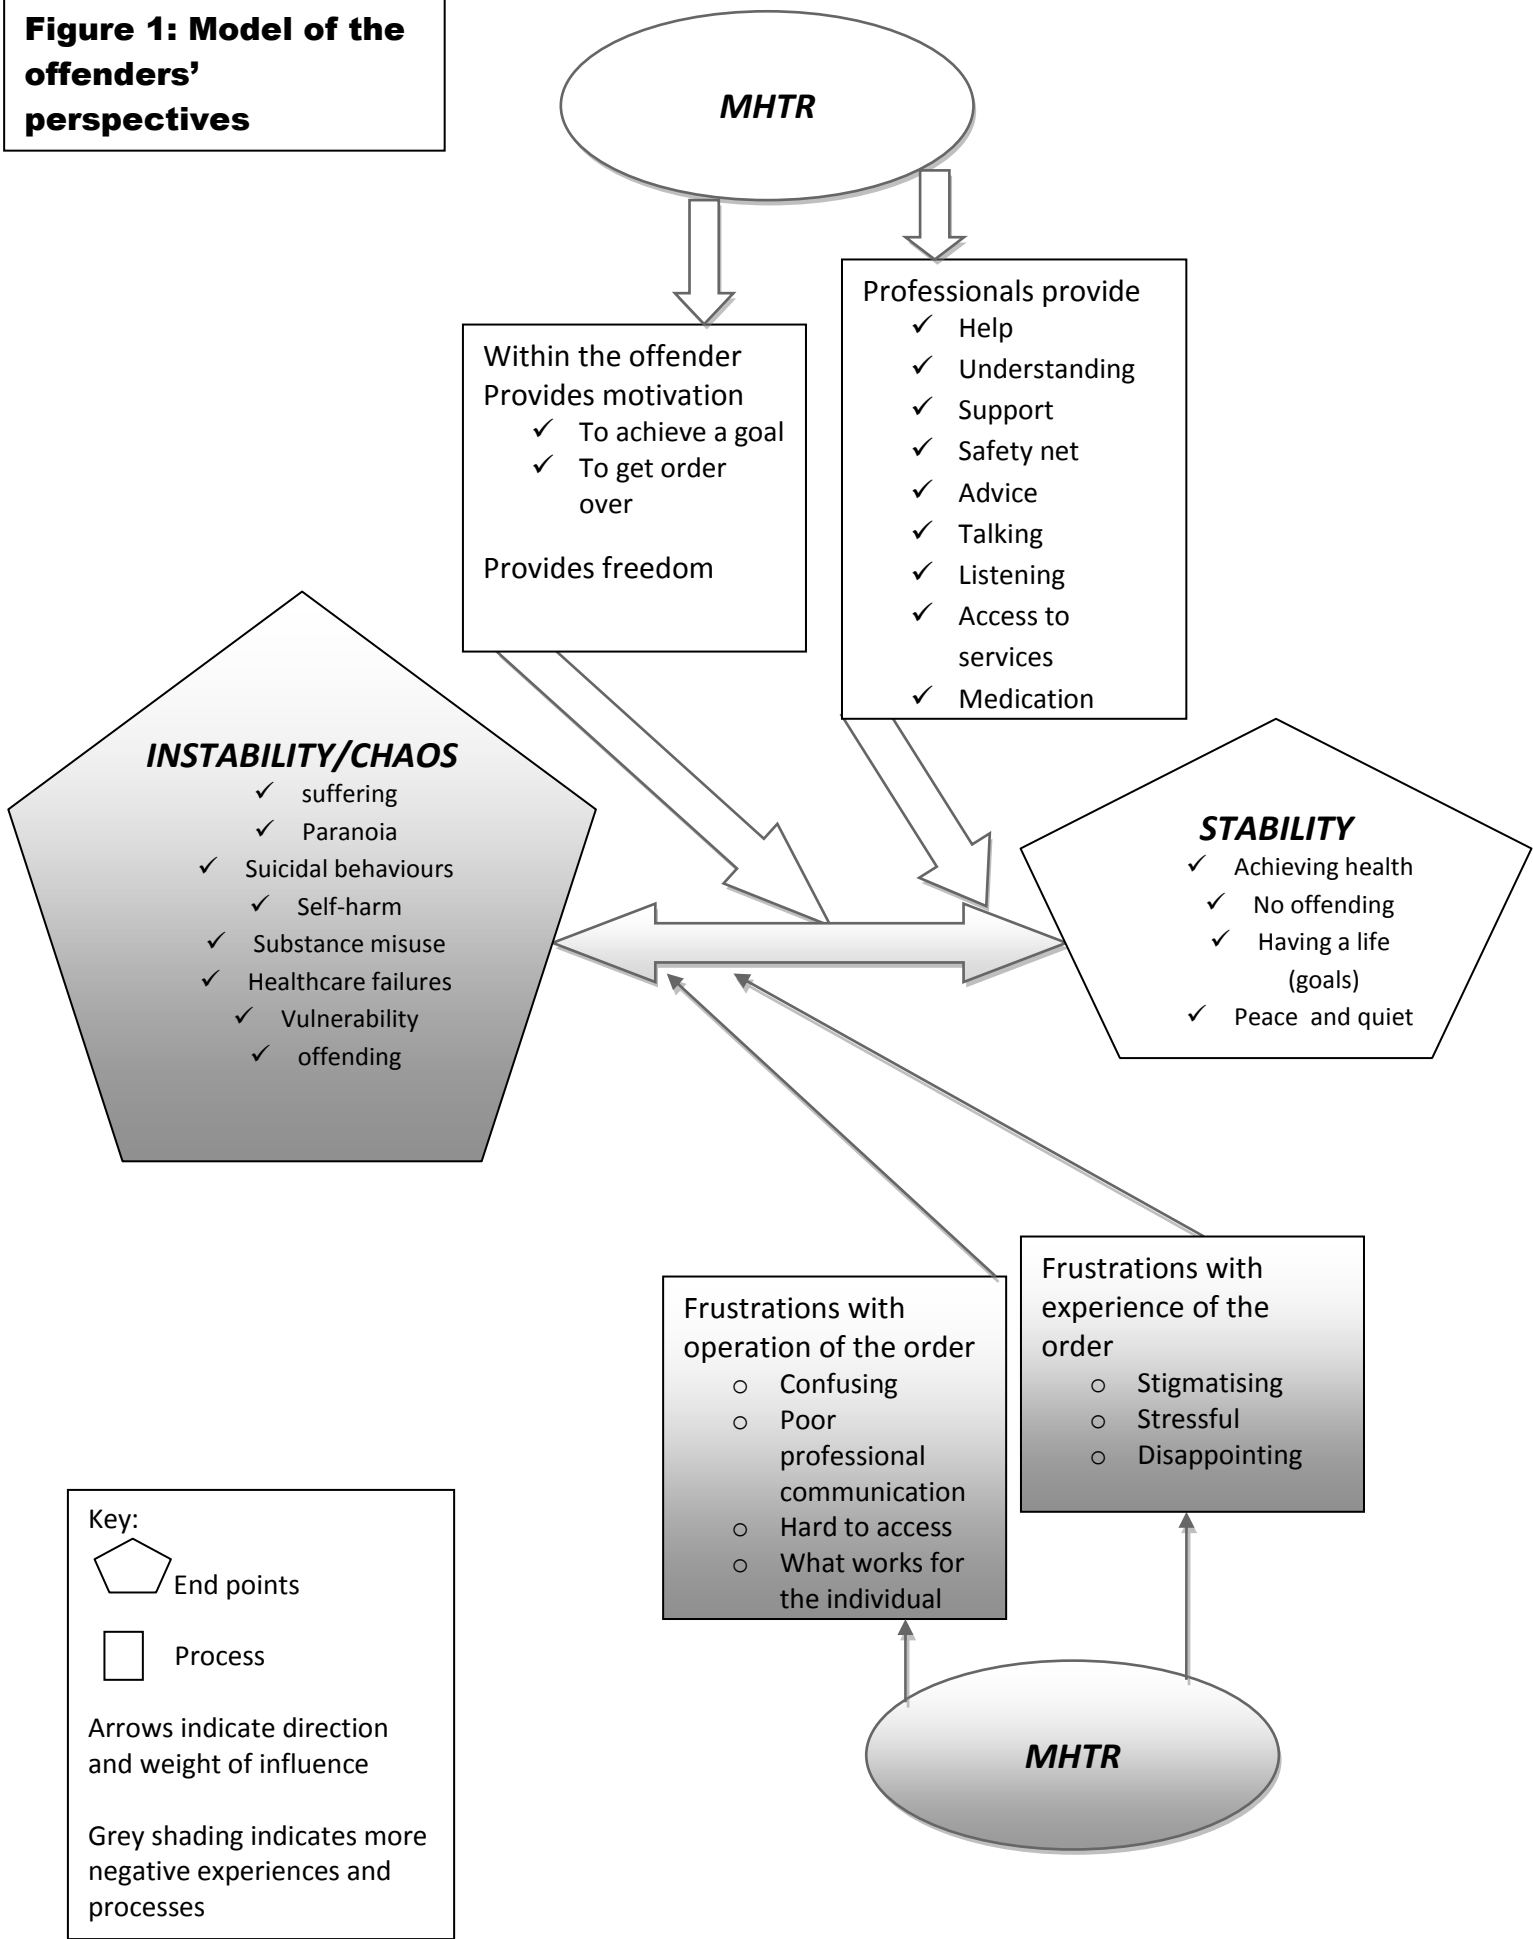 Figure 1: Model of the
offenders’
perspectives
MHTR
Within the offender
Provides motivation
✓ To achieve a goal
✓ To get order
over
Provides freedom
Professionals provide
✓ Help
✓ Understanding
✓ Support
✓ Safety net
✓ Advice
✓ Talking
✓ Listening
✓ Access to
services
✓ Medication
INSTABILITY/CHAOS
✓ suffering
✓ Paranoia
✓ Suicidal behaviours
✓ Self-harm
✓ Substance misuse
✓ Healthcare failures
✓ Vulnerability
✓ offending
STABILITY
✓ Achieving health
✓ No offending
✓ Having a life
(goals)
✓ Peace and quiet
Frustrations with
operation of the order
o Confusing
o Poor
professional
communication
o Hard to access
o What works for
the individual
Frustrations with
experience of the
order
o Stigmatising
o Stressful
o Disappointing
MHTR
Key:
End points
Process
Arrows indicate direction
and weight of influence
Grey shading indicates more
negative experiences and
processes